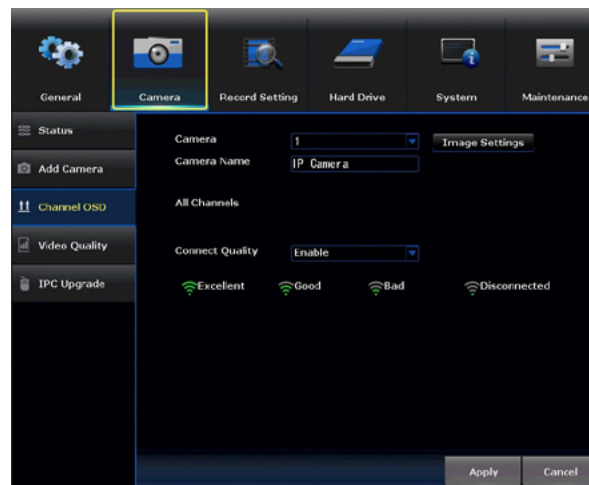 General Camera Record Setting Hard Drive System Maintenance
Status
Add Camera
Channel OSD
Video Quality
IPC Upgrade
Camera 1 Image Settings
Camera Name IP Camera
All Channels
Connect Quality Enable
Excellent Good Bad Disconnected
Apply Cancel